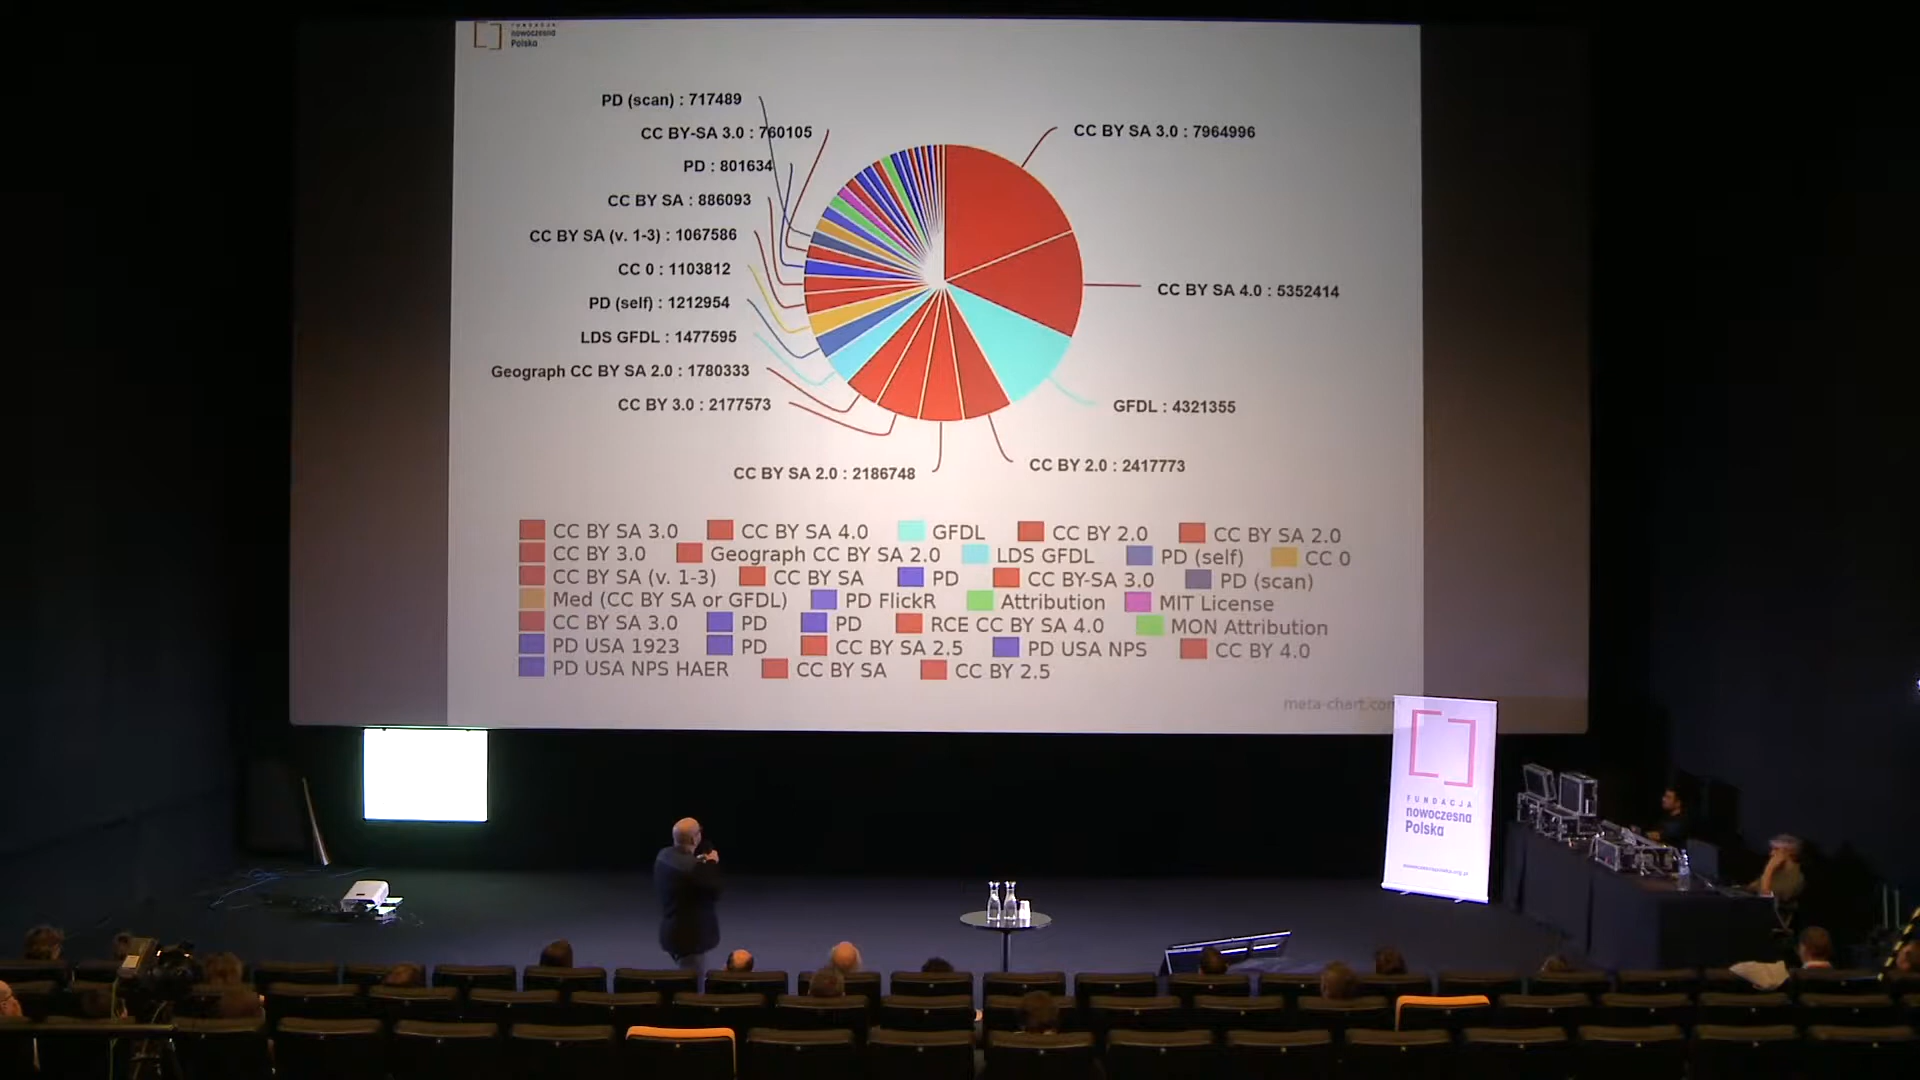 FUNDACJA
nowoczesna
Polska
PD (scan) : 717489
CC BY-SA 3.0 : 760105
PD : 801634
CC BY SA : 886093
CC BY SA (v. 1-3) : 1067586
CC 0 : 1103812
PD (self) : 1212954
LDS GFDL : 1477595
Geograph CC BY SA 2.0 : 1780333
CC BY 3.0 : 2177573
CC BY SA 2.0 : 2186748
CC BY SA 3.0 : 7964996
CC BY SA 4.0 : 5352414
GFDL : 4321355
CC BY 2.0 : 2417773
CC BY SA 3.0 CC BY SA 4.0 GFDL CC BY 2.0 CC BY SA 2.0
CC BY 3.0 Geograph CC BY SA 2.0 LDS GFDL PD (self) CC 0
CC BY SA (v. 1-3) CC BY SA PD CC BY-SA 3.0 PD (scan)
Med (CC BY SA or GFDL) PD FlickR Attribution MIT License
CC BY SA 3.0 PD PD RCE CC BY SA 4.0 MON Attribution
PD USA 1923 PD CC BY SA 2.5 PD USA NPS CC BY 4.0
PD USA NPS HAER CC BY SA CC BY 2.5
meta-chart.com
FUNDACJA
nowoczesna
Polska